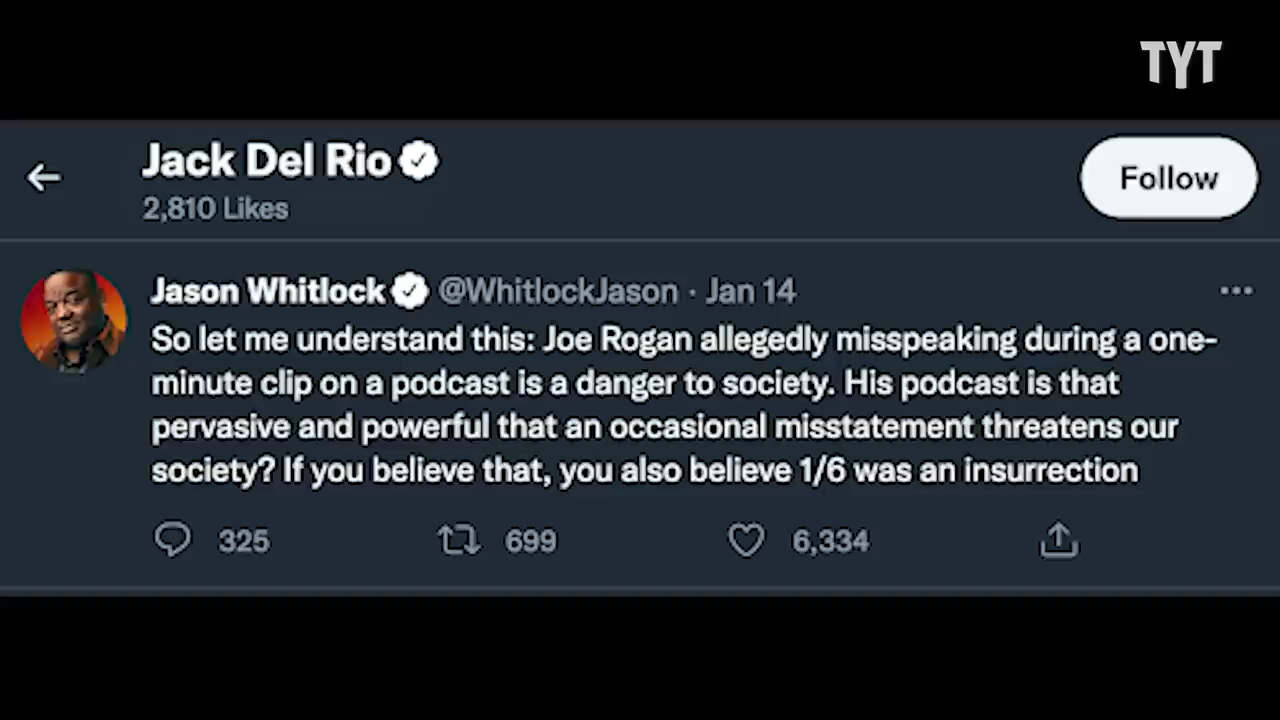 TYT
Jack Del Rio
2,810 Likes
Follow
Jason Whitlock @WhitlockJason · Jan 14
So let me understand this: Joe Rogan allegedly misspeaking during a one-
minute clip on a podcast is a danger to society. His podcast is that
pervasive and powerful that an occasional misstatement threatens our
society? If you believe that, you also believe 1/6 was an insurrection
325 699 6,334